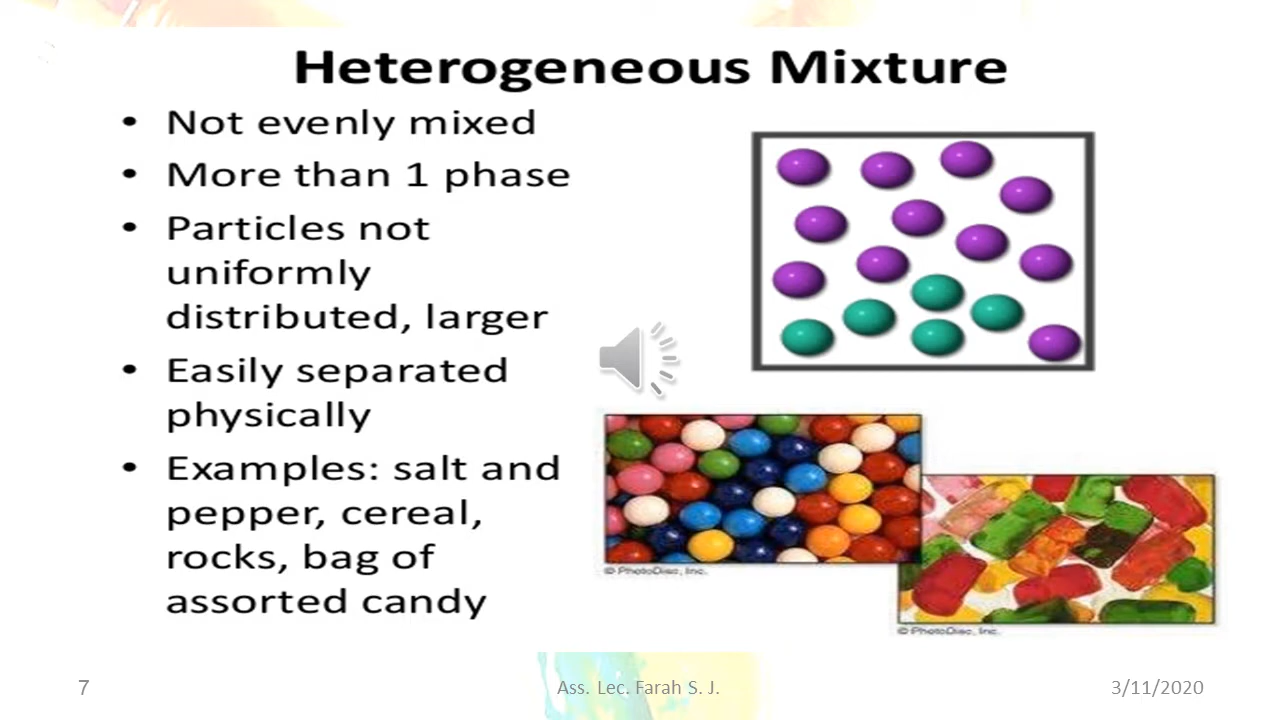 Heterogeneous Mixture
• Not evenly mixed
• More than 1 phase
• Particles not
uniformly
distributed, larger
• Easily separated
physically
• Examples: salt and
pepper, cereal,
rocks, bag of
assorted candy
© PhotoDisc, Inc.
© PhotoDisc, Inc.
7
Ass. Lec. Farah S. J.
3/11/2020